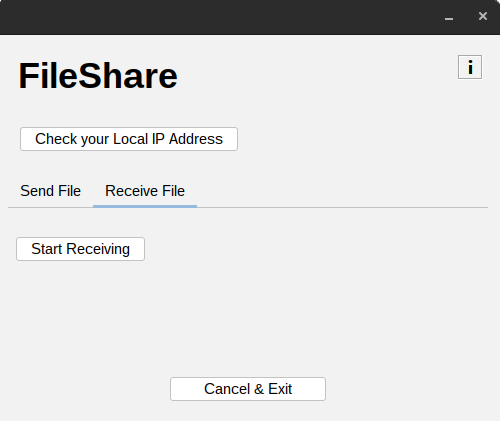 FileShare
i
Check your Local IP Address
Send File Receive File
Start Receiving
Cancel & Exit